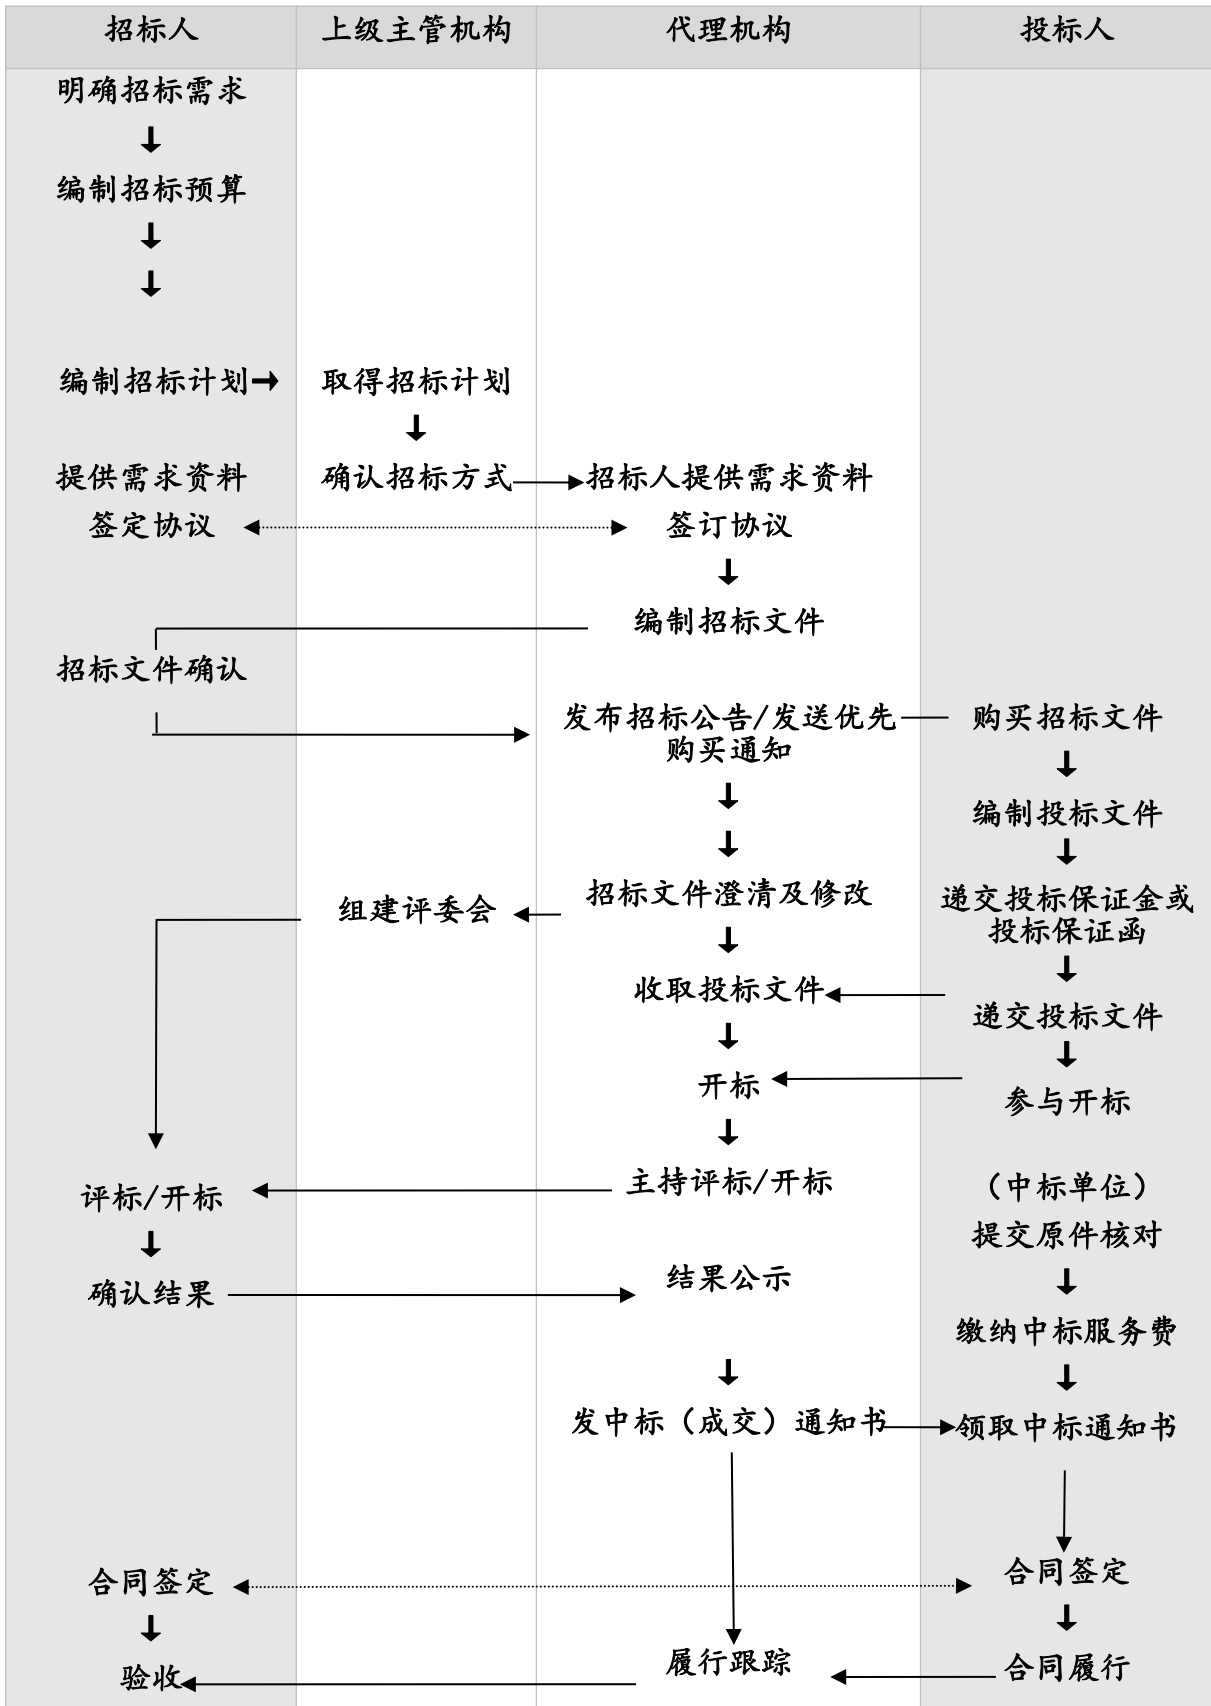 招标人 上级主管机构 代理机构 投标人
明确招标需求
编制招标预算
编制招标计划 取得招标计划
提供需求资料 确认招标方式 招标人提供需求资料
签定协议 签订协议
编制招标文件
招标文件确认
发布招标公告/发送优先 购买招标文件
购买通知
编制投标文件
组建评委会 招标文件澄清及修改 递交投标保证金或
投标保证函
收取投标文件
递交投标文件
开标
参与开标
评标/开标 主持评标/开标 （中标单位）
提交原件核对
确认结果 结果公示
缴纳中标服务费
发中标（成交）通知书 领取中标通知书
合同签定 合同签定
验收 履行跟踪 合同履行